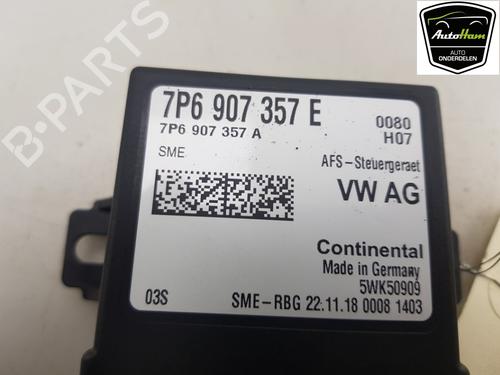 AutoHam
AUTO
ONDERDELEN
7P6 907 357 E
7P6 907 357 A
0080
H07
SME
AFS-Steuergeraet
VW AG
Continental
Made in Germany
5WK50909
03S
SME-RBG 22.11.18 0008 1403
B-PARTS